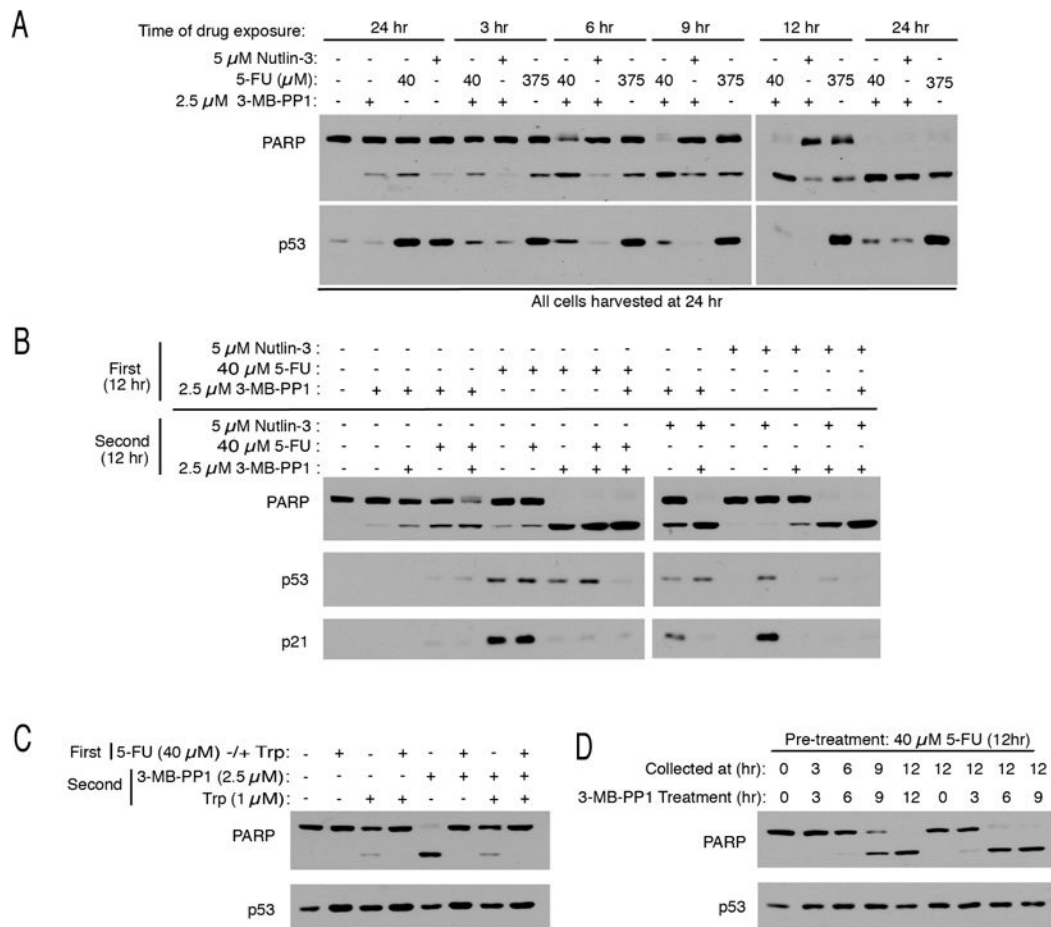 A
Time of drug exposure: 24 hr 3 hr 6 hr 9 hr 12 hr 24 hr
5 µM Nutlin-3 : - - - + - + - - + - - + - - + - - + -
5-FU (µM): - - 40 - 40 - 375 40 - 375 40 - 375 40 - 375 40 - 375
2.5 µM 3-MB-PP1: - + - - + + - + + - + + - + + - + + -
PARP
p53
All cells harvested at 24 hr
B
First
(12 hr)
5 µM Nutlin-3 : - - - - - - - - - - - - + + + + +
40 µM 5-FU : - - - - - + + + + + - - - - - - -
2.5 µM 3-MB-PP1 : - + + + + - - - - + + + - - - - +
Second
(12 hr)
5 µM Nutlin-3 : - - - - - - - - - - + + - + - + +
40 µM 5-FU : - - - + + - + - + + - - - - - - -
2.5 µM 3-MB-PP1 : - - + - + - - + + + - + - - + + +
PARP
p53
p21
C
First 5-FU (40 µM) -/+ Trp: - + - + - + - +
Second 3-MB-PP1 (2.5 µM): - - - - + + + +
Trp (1 µM): - - + + - - + +
PARP
p53
D
Pre-treatment: 40 µM 5-FU (12hr)
Collected at (hr): 0 3 6 9 12 12 12 12 12
3-MB-PP1 Treatment (hr): 0 3 6 9 12 0 3 6 9
PARP
p53